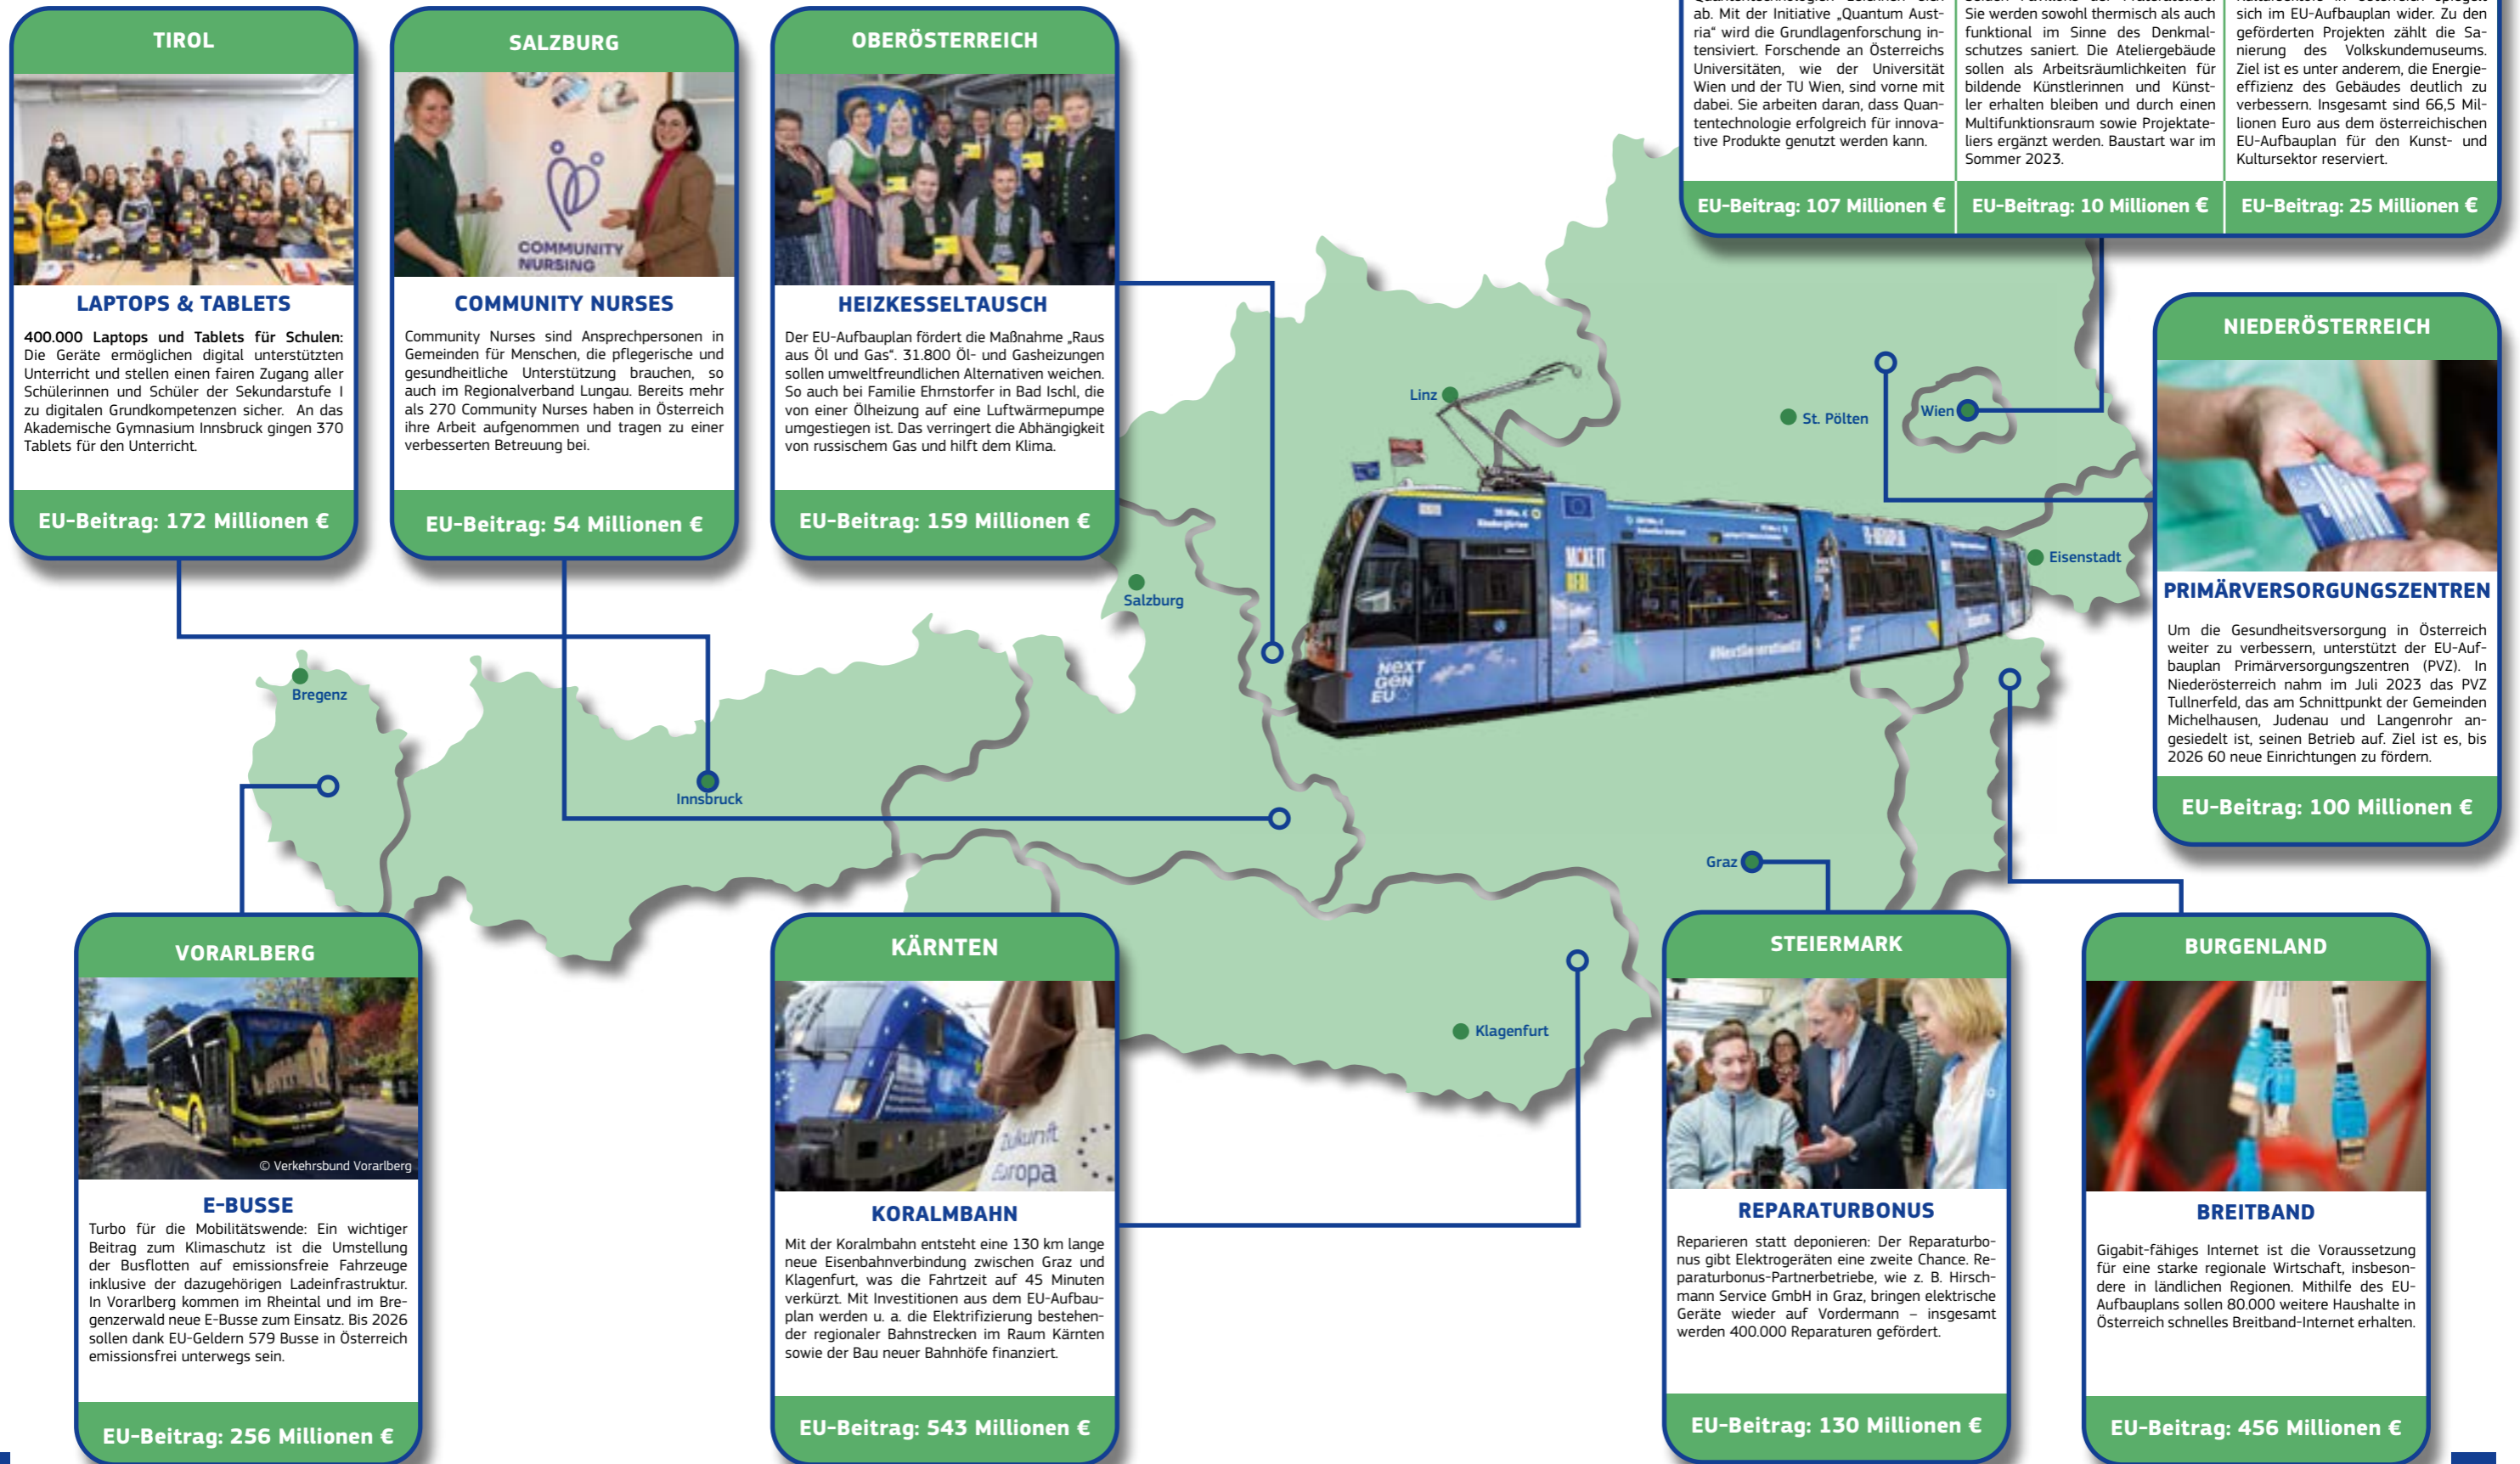 TIROL
COMMUNITY
NURSING
LAPTOPS & TABLETS
400.000 Laptops und Tablets für Schulen:
Die Geräte ermöglichen digital unterstützten
Unterricht und stellen einen fairen Zugang aller
Schülerinnen und Schüler der Sekundarstufe I
zu digitalen Grundkompetenzen sicher. An das
Akademische Gymnasium Innsbruck gingen 370
Tablets für den Unterricht.
EU-Beitrag: 172 Millionen €
SALZBURG
COMMUNITY NURSES
Community Nurses sind Ansprechpersonen in
Gemeinden für Menschen, die pflegerische und
gesundheitliche Unterstützung brauchen, so
auch im Regionalverband Lungau. Bereits mehr
als 270 Community Nurses haben in Österreich
ihre Arbeit aufgenommen und tragen zu einer
verbesserten Betreuung bei.
EU-Beitrag: 54 Millionen €
OBERÖSTERREICH
HEIZKESSELTAUSCH
Der EU-Aufbauplan fördert die Maßnahme „Raus
aus Öl und Gas“. 31.800 Öl- und Gasheizungen
sollen umweltfreundlichen Alternativen weichen.
So auch bei Familie Ehrnstorfer in Bad Ischl, die
von einer Ölheizung auf eine Luftwärmepumpe
umgestiegen ist. Das verringert die Abhängigkeit
von russischem Gas und hilft dem Klima.
EU-Beitrag: 159 Millionen €
ab. Mit der Initiative „Quantum Aust-
ria“ wird die Grundlagenforschung in-
tensiviert. Forschende an Österreichs
Universitäten, wie der Universität
Wien und der TU Wien, sind vorne mit
dabei. Sie arbeiten daran, dass Quan-
tentechnologie erfolgreich für innova-
tive Produkte genutzt werden kann.
EU-Beitrag: 107 Millionen €
Sie werden sowohl thermisch als auch
funktional im Sinne des Denkmal-
schutzes saniert. Die Ateliergebäude
sollen als Arbeitsräumlichkeiten für
bildende Künstlerinnen und Künst-
ler erhalten bleiben und durch einen
Multifunktionsraum sowie Projektate-
liers ergänzt werden. Baustart war im
Sommer 2023.
EU-Beitrag: 10 Millionen €
sich im EU-Aufbauplan wider. Zu den
geförderten Projekten zählt die Sa-
nierung des Volkskundemuseums.
Ziel ist es unter anderem, die Energie-
effizienz des Gebäudes deutlich zu
verbessern. Insgesamt sind 66,5 Mil-
lionen Euro aus dem österreichischen
EU-Aufbauplan für den Kunst- und
Kultursektor reserviert.
EU-Beitrag: 25 Millionen €
NIEDERÖSTERREICH
PRIMÄRVERSORGUNGSZENTREN
Um die Gesundheitsversorgung in Österreich
weiter zu verbessern, unterstützt der EU-Auf-
bauplan Primärversorgungszentren (PVZ). In
Niederösterreich nahm im Juli 2023 das PVZ
Tullnerfeld, das am Schnittpunkt der Gemeinden
Michelhausen, Judenau und Langenrohr an-
gesiedelt ist, seinen Betrieb auf. Ziel ist es, bis
2026 60 neue Einrichtungen zu fördern.
EU-Beitrag: 100 Millionen €
Linz
St. Pölten
Wien
Eisenstadt
Salzburg
Bregenz
Innsbruck
Graz
Klagenfurt
MAKE IT
REAL
NEXT
GEN
EU
#NextGenerationEU
VORARLBERG
© Verkehrsbund Vorarlberg
E-BUSSE
Turbo für die Mobilitätswende: Ein wichtiger
Beitrag zum Klimaschutz ist die Umstellung
der Busflotten auf emissionsfreie Fahrzeuge
inklusive der dazugehörigen Ladeinfrastruktur.
In Vorarlberg kommen im Rheintal und im Bre-
genzerwald neue E-Busse zum Einsatz. Bis 2026
sollen dank EU-Geldern 579 Busse in Österreich
emissionsfrei unterwegs sein.
EU-Beitrag: 256 Millionen €
KÄRNTEN
Zukunft
Europa
KORALMBAHN
Mit der Koralmbahn entsteht eine 130 km lange
neue Eisenbahnverbindung zwischen Graz und
Klagenfurt, was die Fahrtzeit auf 45 Minuten
verkürzt. Mit Investitionen aus dem EU-Aufbau-
plan werden u. a. die Elektrifizierung bestehen-
der regionaler Bahnstrecken im Raum Kärnten
sowie der Bau neuer Bahnhöfe finanziert.
EU-Beitrag: 543 Millionen €
STEIERMARK
REPARATURBONUS
Reparieren statt deponieren: Der Reparaturbo-
nus gibt Elektrogeräten eine zweite Chance. Re-
paraturbonus-Partnerbetriebe, wie z. B. Hirsch-
mann Service GmbH in Graz, bringen elektrische
Geräte wieder auf Vordermann – insgesamt
werden 400.000 Reparaturen gefördert.
EU-Beitrag: 130 Millionen €
BURGENLAND
BREITBAND
Gigabit-fähiges Internet ist die Voraussetzung
für eine starke regionale Wirtschaft, insbeson-
dere in ländlichen Regionen. Mithilfe des EU-
Aufbauplans sollen 80.000 weitere Haushalte in
Österreich schnelles Breitband-Internet erhalten.
EU-Beitrag: 456 Millionen €